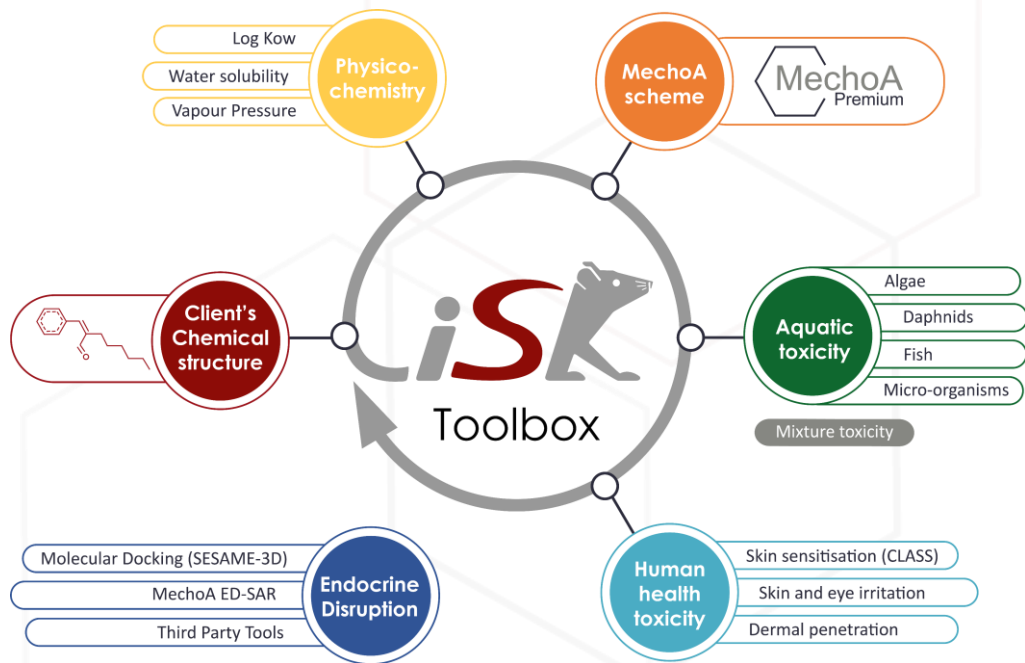 Log Kow
Water solubility
Vapour Pressure
Physico-
chemistry
MechoA
scheme
MechoA
Premium
Client's
Chemical
structure
O
iSK
Toolbox
Aquatic
toxicity
Algae
Daphnids
Fish
Micro-organisms
Mixture toxicity
Molecular Docking (SESAME-3D)
MechoA ED-SAR
Third Party Tools
Endocrine
Disruption
Human
health
toxicity
Skin sensitisation (CLASS)
Skin and eye irritation
Dermal penetration